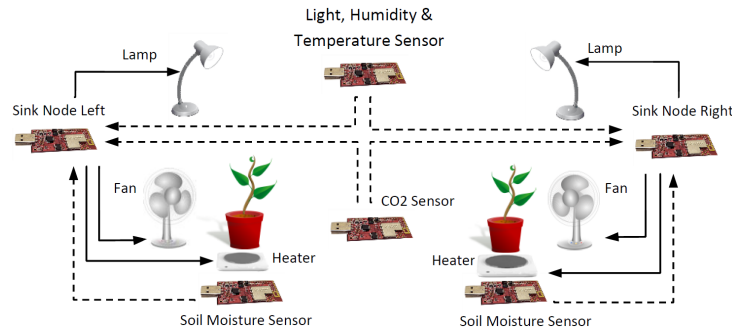 Light, Humidity &
Temperature Sensor
Lamp
Lamp
Sink Node Left
Sink Node Right
Fan
Fan
CO2 Sensor
Heater
Heater
Soil Moisture Sensor
Soil Moisture Sensor